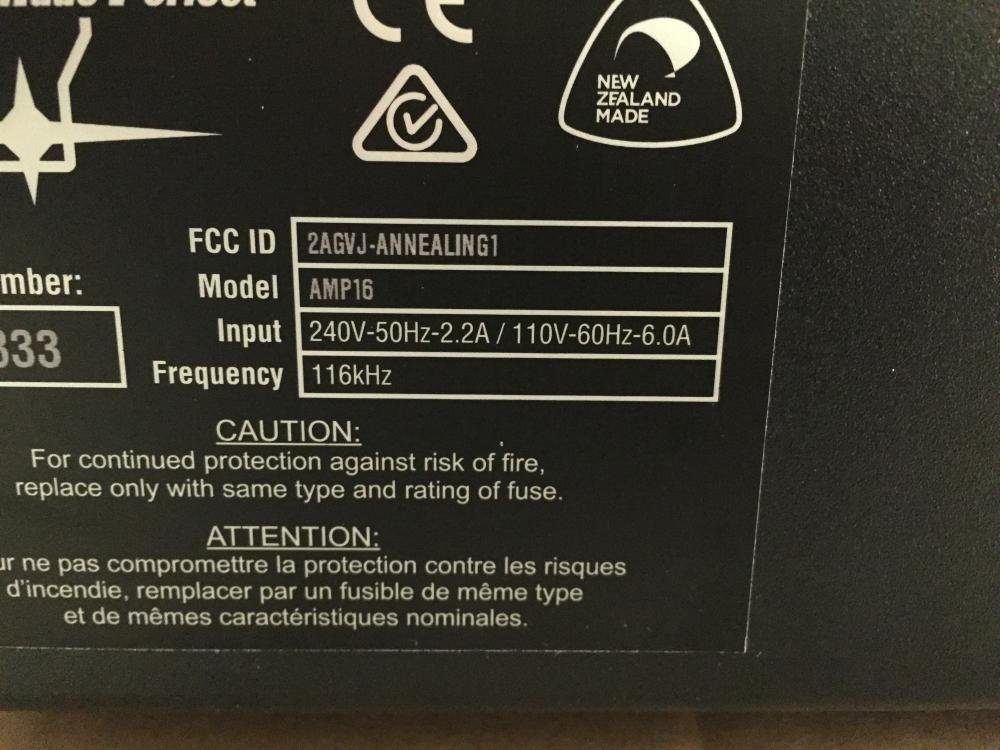 Perfect
CE
NEW
ZEALAND
MADE
FCC ID 2AGVJ-ANNEALING1
mber: Model AMP16
333 Input 240V-50Hz-2.2A / 110V-60Hz-6.0A
Frequency 116kHz
CAUTION:
For continued protection against risk of fire,
replace only with same type and rating of fuse.
ATTENTION:
ur ne pas compromettre la protection contre les risques
d'incendie, remplacer par un fusible de même type
et de mêmes caractéristiques nominales.